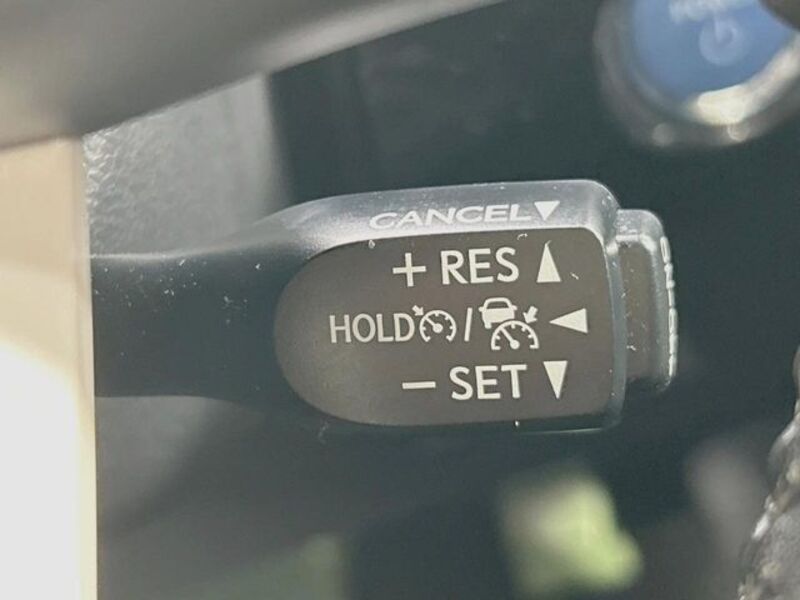 CANCEL▼
+ RES ▲
HOLD / ◀
− SET ▼